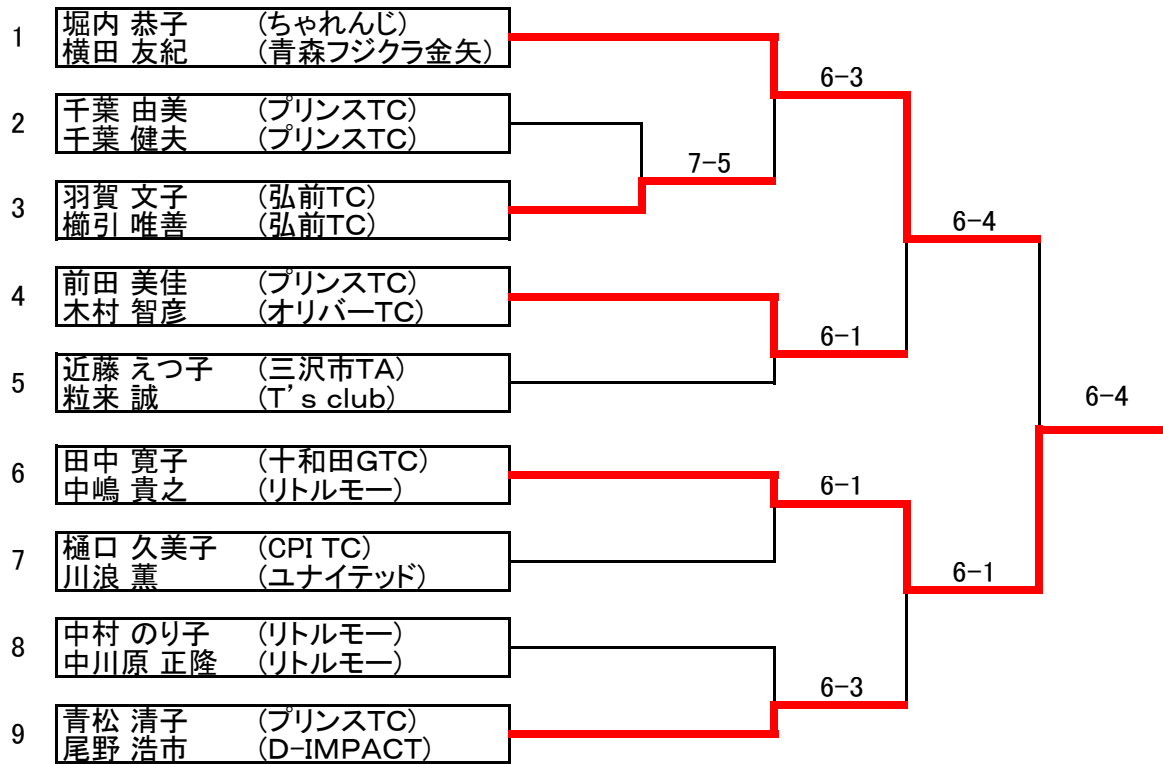 1
堀内 恭子 (ちゃれんじ)
横田 友紀 (青森フジクラ金矢)
6-3
2
千葉 由美 (プリンスTC)
千葉 健夫 (プリンスTC)
7-5
3
羽賀 文子 (弘前TC)
櫛引 唯善 (弘前TC)
6-4
4
前田 美佳 (プリンスTC)
木村 智彦 (オリバーTC)
6-1
5
近藤 えつ子 (三沢市TA)
粒来 誠 (T’s club)
6-4
6
田中 寛子 (十和田GTC)
中嶋 貴之 (リトルモー)
6-1
7
樋口 久美子 (CPI TC)
川浪 薫 (ユナイテッド)
6-1
8
中村 のり子 (リトルモー)
中川原 正隆 (リトルモー)
6-3
9
青松 清子 (プリンスTC)
尾野 浩市 (D-IMPACT)